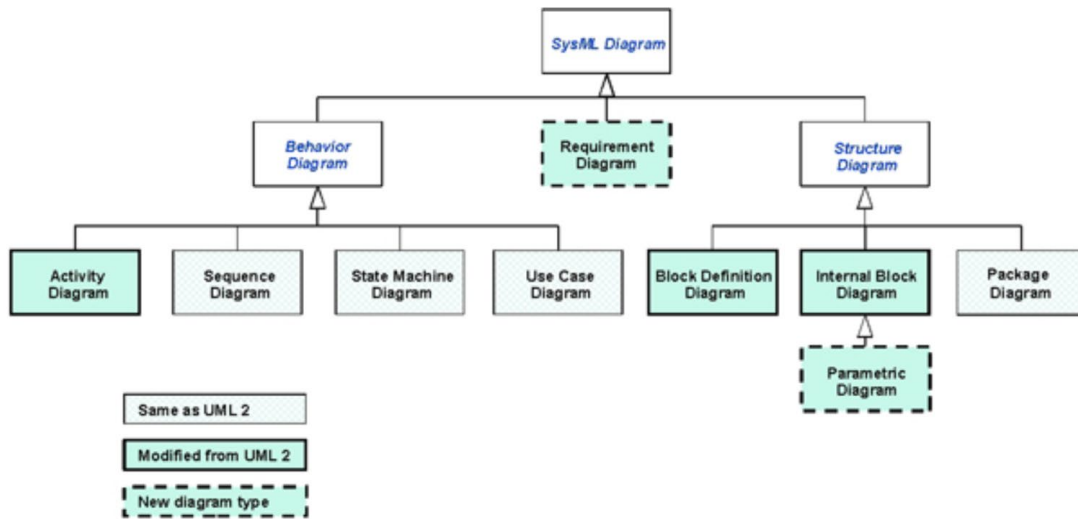 SysML Diagram
Behavior
Diagram
Requirement
Diagram
Structure
Diagram
Activity
Diagram
Sequence
Diagram
State Machine
Diagram
Use Case
Diagram
Block Definition
Diagram
Internal Block
Diagram
Package
Diagram
Parametric
Diagram
Same as UML 2
Modified from UML 2
New diagram type